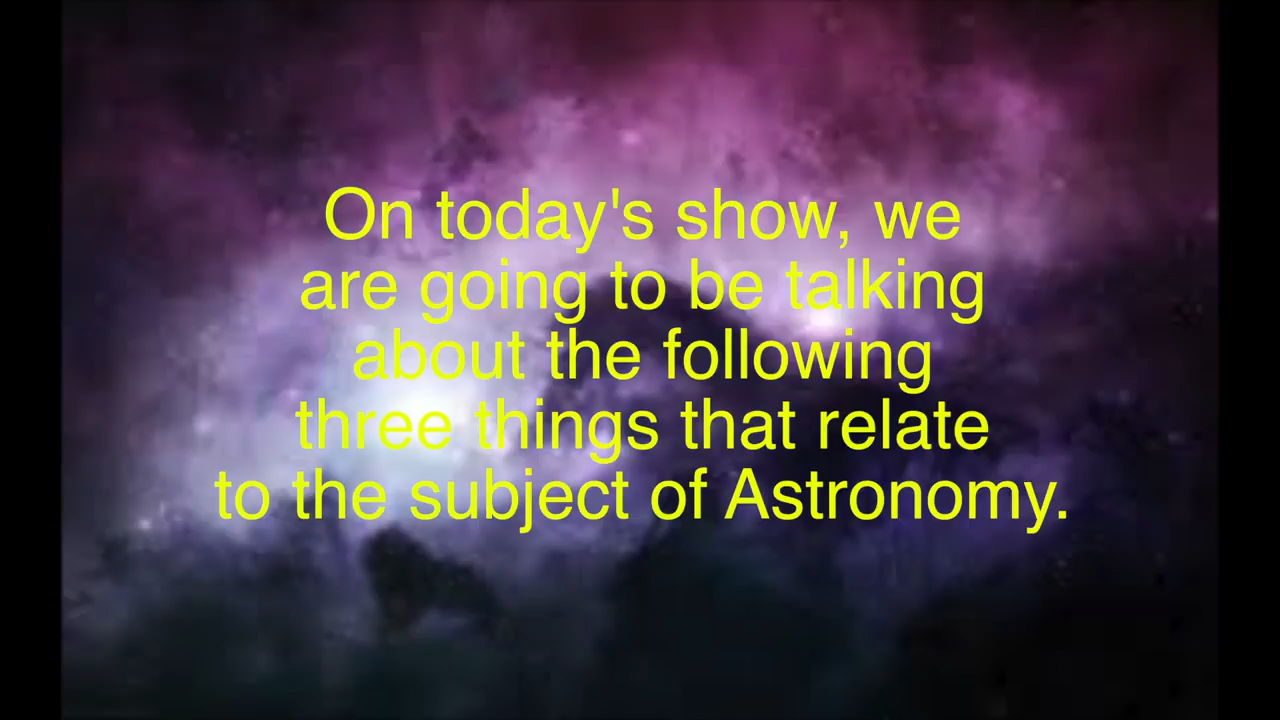 On today's show, we
are going to be talking
about the following
three things that relate
to the subject of Astronomy.